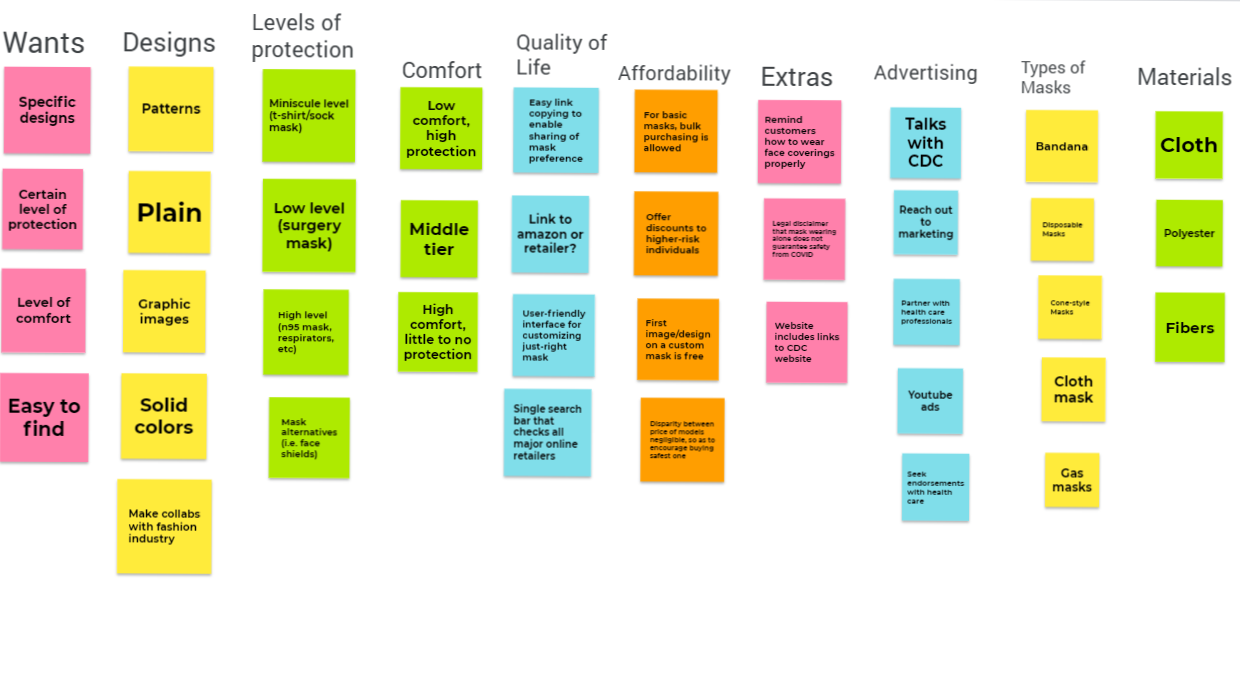 Wants
Specific
designs
Certain
level of
protection
Level of
comfort
Easy to
find
Designs
Patterns
Plain
Graphic
images
Solid
colors
Make collabs
with fashion
industry
Levels of
protection
Miniscule level
(t-shirt/sock
mask)
Low level
(surgery
mask)
High level
(n95 mask,
respirators,
etc)
Mask
alternatives
(i.e. face
shields)
Comfort
Low
comfort,
high
protection
Middle
tier
High
comfort,
little to no
protection
Quality of
Life
Easy link
copying to
enable
sharing of
mask
preference
Link to
amazon or
retailer?
User-friendly
interface for
customizing
just-right
mask
Single search
bar that
checks all
major online
retailers
Affordability
For basic
masks, bulk
purchasing is
allowed
Offer
discounts to
higher-risk
individuals
First
image/design
on a custom
mask is free
Disparity between
price of models
negligible, so as to
encourage buying
safest one
Extras
Remind
customers
how to wear
face coverings
properly
Legal disclaimer
that mask wearing
alone does not
guarantee safety
from COVID
Website
includes links
to CDC
website
Advertising
Talks
with
CDC
Reach out
to
marketing
Partner with
health care
professionals
Youtube
ads
Seek
endorsements
with health
care
Types of
Masks
Bandana
Disposable
Masks
Cone-style
Masks
Cloth
mask
Gas
masks
Materials
Cloth
Polyester
Fibers